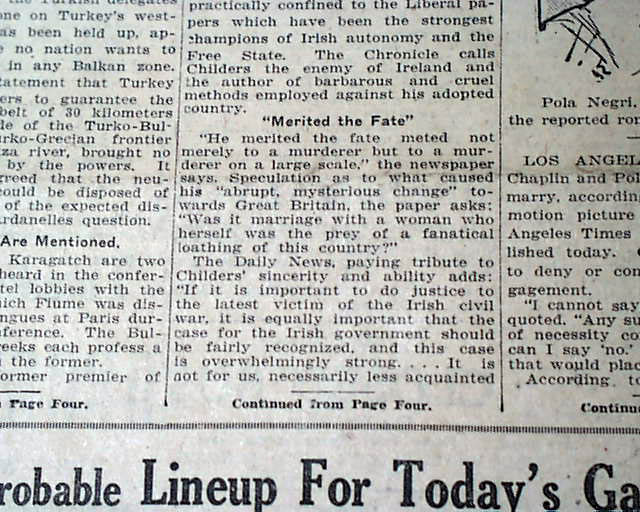 the Turkish delegates
one on Turkey's west-
as been held up, ap-
e no nation wants to
in any Balkan zone.
tatement that Turkey
ers to guarantee the
belt of 30 kilometers
de of the Turko-Bul-
urko-Grecian frontier
za river, brought no
by the powers. It
greed that the neu-
could be disposed of
of the expected dis-
ardanelles question.
Are Mentioned.
Karagatch are two
heard in the confer-
tel lobbies with the
hich Fiume was dis-
ngues at Paris dur-
nference. The Bul-
reeks each profess a
the former.
ormer premier of
Page Four.
practically confined to the Liberal pa-
pers which have been the strongest
champions of Irish autonomy and the
Free State. The Chronicle calls
Childers the enemy of Ireland and
the author of barbarous and cruel
methods employed against his adopted
country.
"Merited the Fate"
"He merited the fate meted not
merely to a murderer but to a mur-
derer on a large scale," the newspaper
says. Speculation as to what caused
his "abrupt, mysterious change" to-
wards Great Britain, the paper asks:
"Was it marriage with a woman who
herself was the prey of a fanatical
loathing of this country?"
The Daily News, paying tribute to
Childers' sincerity and ability adds:
"If it is important to do justice to
the latest victim of the Irish civil
war, it is equally important that the
case for the Irish government should
be fairly recognized, and this case
is overwhelmingly strong. . . . It is
not for us, necessarily less acquainted
Continued from Page Four.
Pola Negri.
the reported rom
LOS ANGEL
Chaplin and Pol
marry, accordin
motion picture
Angeles Times
lished today.
to deny or con
gagement.
"I cannot say
quoted. "Any su
of necessity co
can I say 'no.'
that would plac
According to
Continu
robable Lineup For Today's Ga